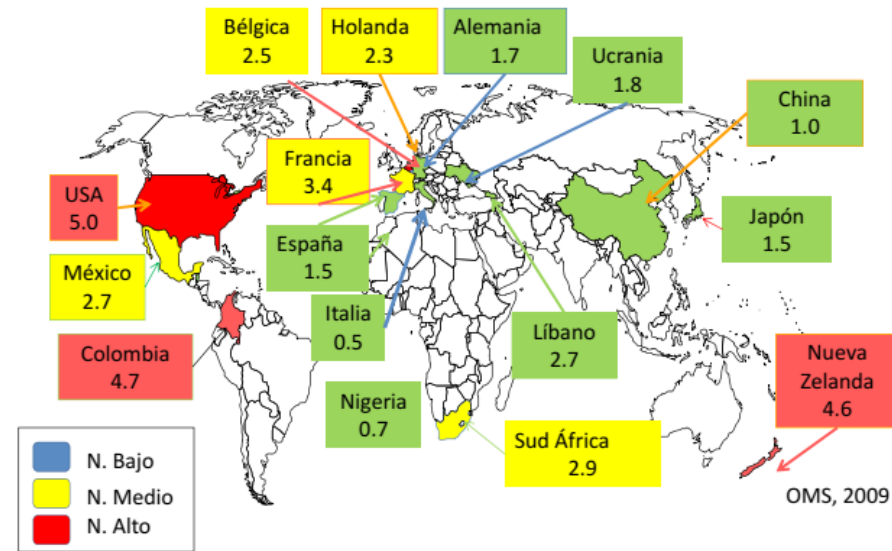 Bélgica
2.5
Holanda
2.3
Alemania
1.7
Ucrania
1.8
China
1.0
Francia
3.4
USA
5.0
Japón
1.5
España
1.5
México
2.7
Italia
0.5
Líbano
2.7
Colombia
4.7
Nueva
Zelanda
4.6
Nigeria
0.7
Sud África
2.9
N. Bajo
N. Medio
N. Alto
OMS, 2009